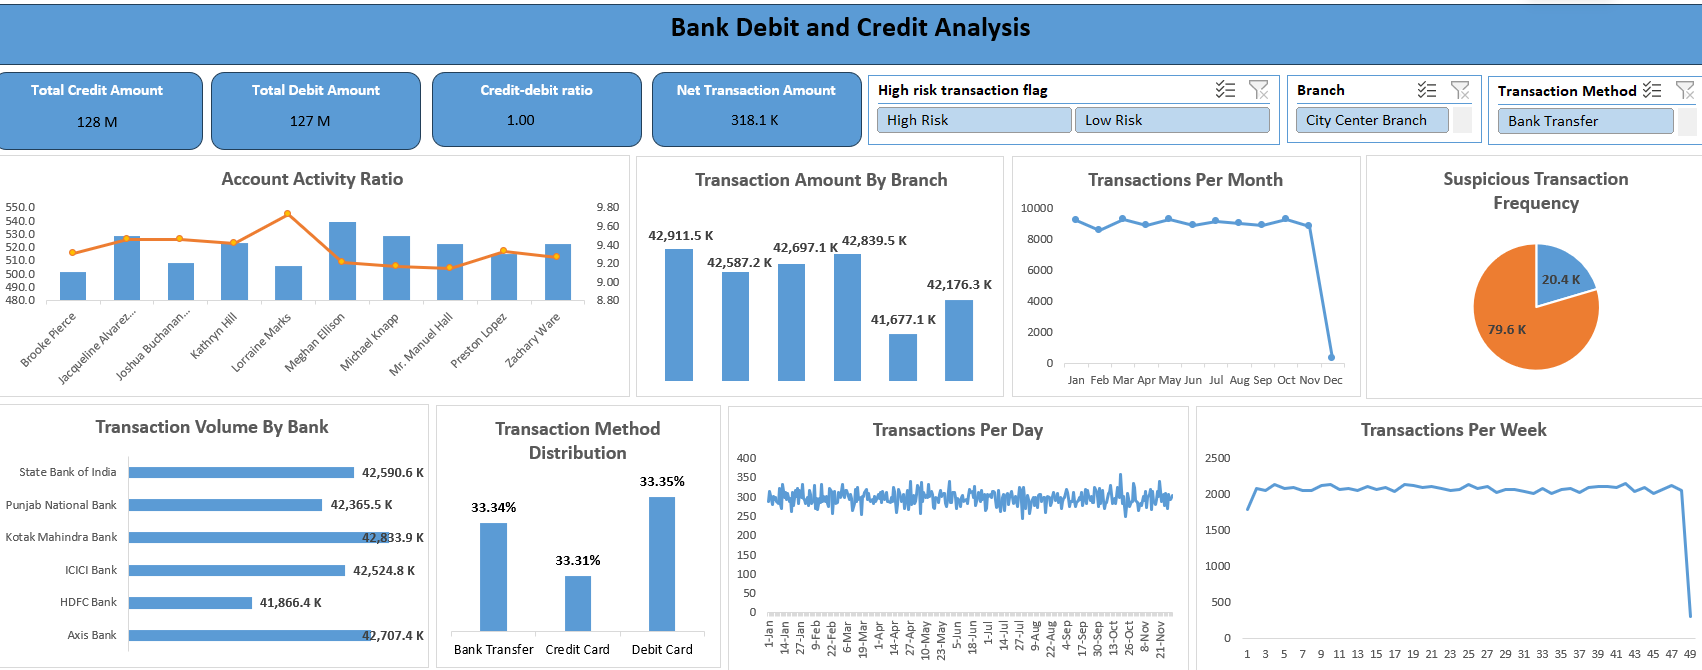 Bank Debit and Credit Analysis
Total Credit Amount
128 M
Total Debit Amount
127 M
Credit-debit ratio
1.00
Net Transaction Amount
318.1 K
High risk transaction flag
High Risk
Low Risk
Branch
City Center Branch
Transaction Method
Bank Transfer
Account Activity Ratio
550.0
540.0
530.0
520.0
510.0
500.0
490.0
480.0
9.80
9.60
9.40
9.20
9.00
8.80
Brooke Pierce
Jacqueline Alvarez...
Joshua Buchanan...
Kathryn Hill
Lorraine Marks
Meghan Ellison
Michael Knapp
Mr. Manuel Hall
Preston Lopez
Zachary Ware
Transaction Amount By Branch
42,911.5 K
42,587.2 K
42,697.1 K
42,839.5 K
41,677.1 K
42,176.3 K
Transactions Per Month
10000
8000
6000
4000
2000
0
Jan Feb Mar Apr May Jun Jul Aug Sep Oct Nov Dec
Suspicious Transaction
Frequency
20.4 K
79.6 K
Transaction Volume By Bank
State Bank of India
42,590.6 K
Punjab National Bank
42,365.5 K
Kotak Mahindra Bank
42,833.9 K
ICICI Bank
42,524.8 K
HDFC Bank
41,866.4 K
Axis Bank
42,707.4 K
Transaction Method
Distribution
33.34%
33.31%
33.35%
Bank Transfer
Credit Card
Debit Card
Transactions Per Day
400
350
300
250
200
150
100
50
0
1-Jan
14-Jan
27-Jan
9-Feb
22-Feb
6-Mar
19-Mar
1-Apr
14-Apr
27-Apr
10-May
23-May
5-Jun
18-Jun
1-Jul
14-Jul
27-Jul
9-Aug
22-Aug
4-Sep
17-Sep
30-Sep
13-Oct
26-Oct
8-Nov
21-Nov
Transactions Per Week
2500
2000
1500
1000
500
0
1 3 5 7 9 11 13 15 17 19 21 23 25 27 29 31 33 35 37 39 41 43 45 47 49